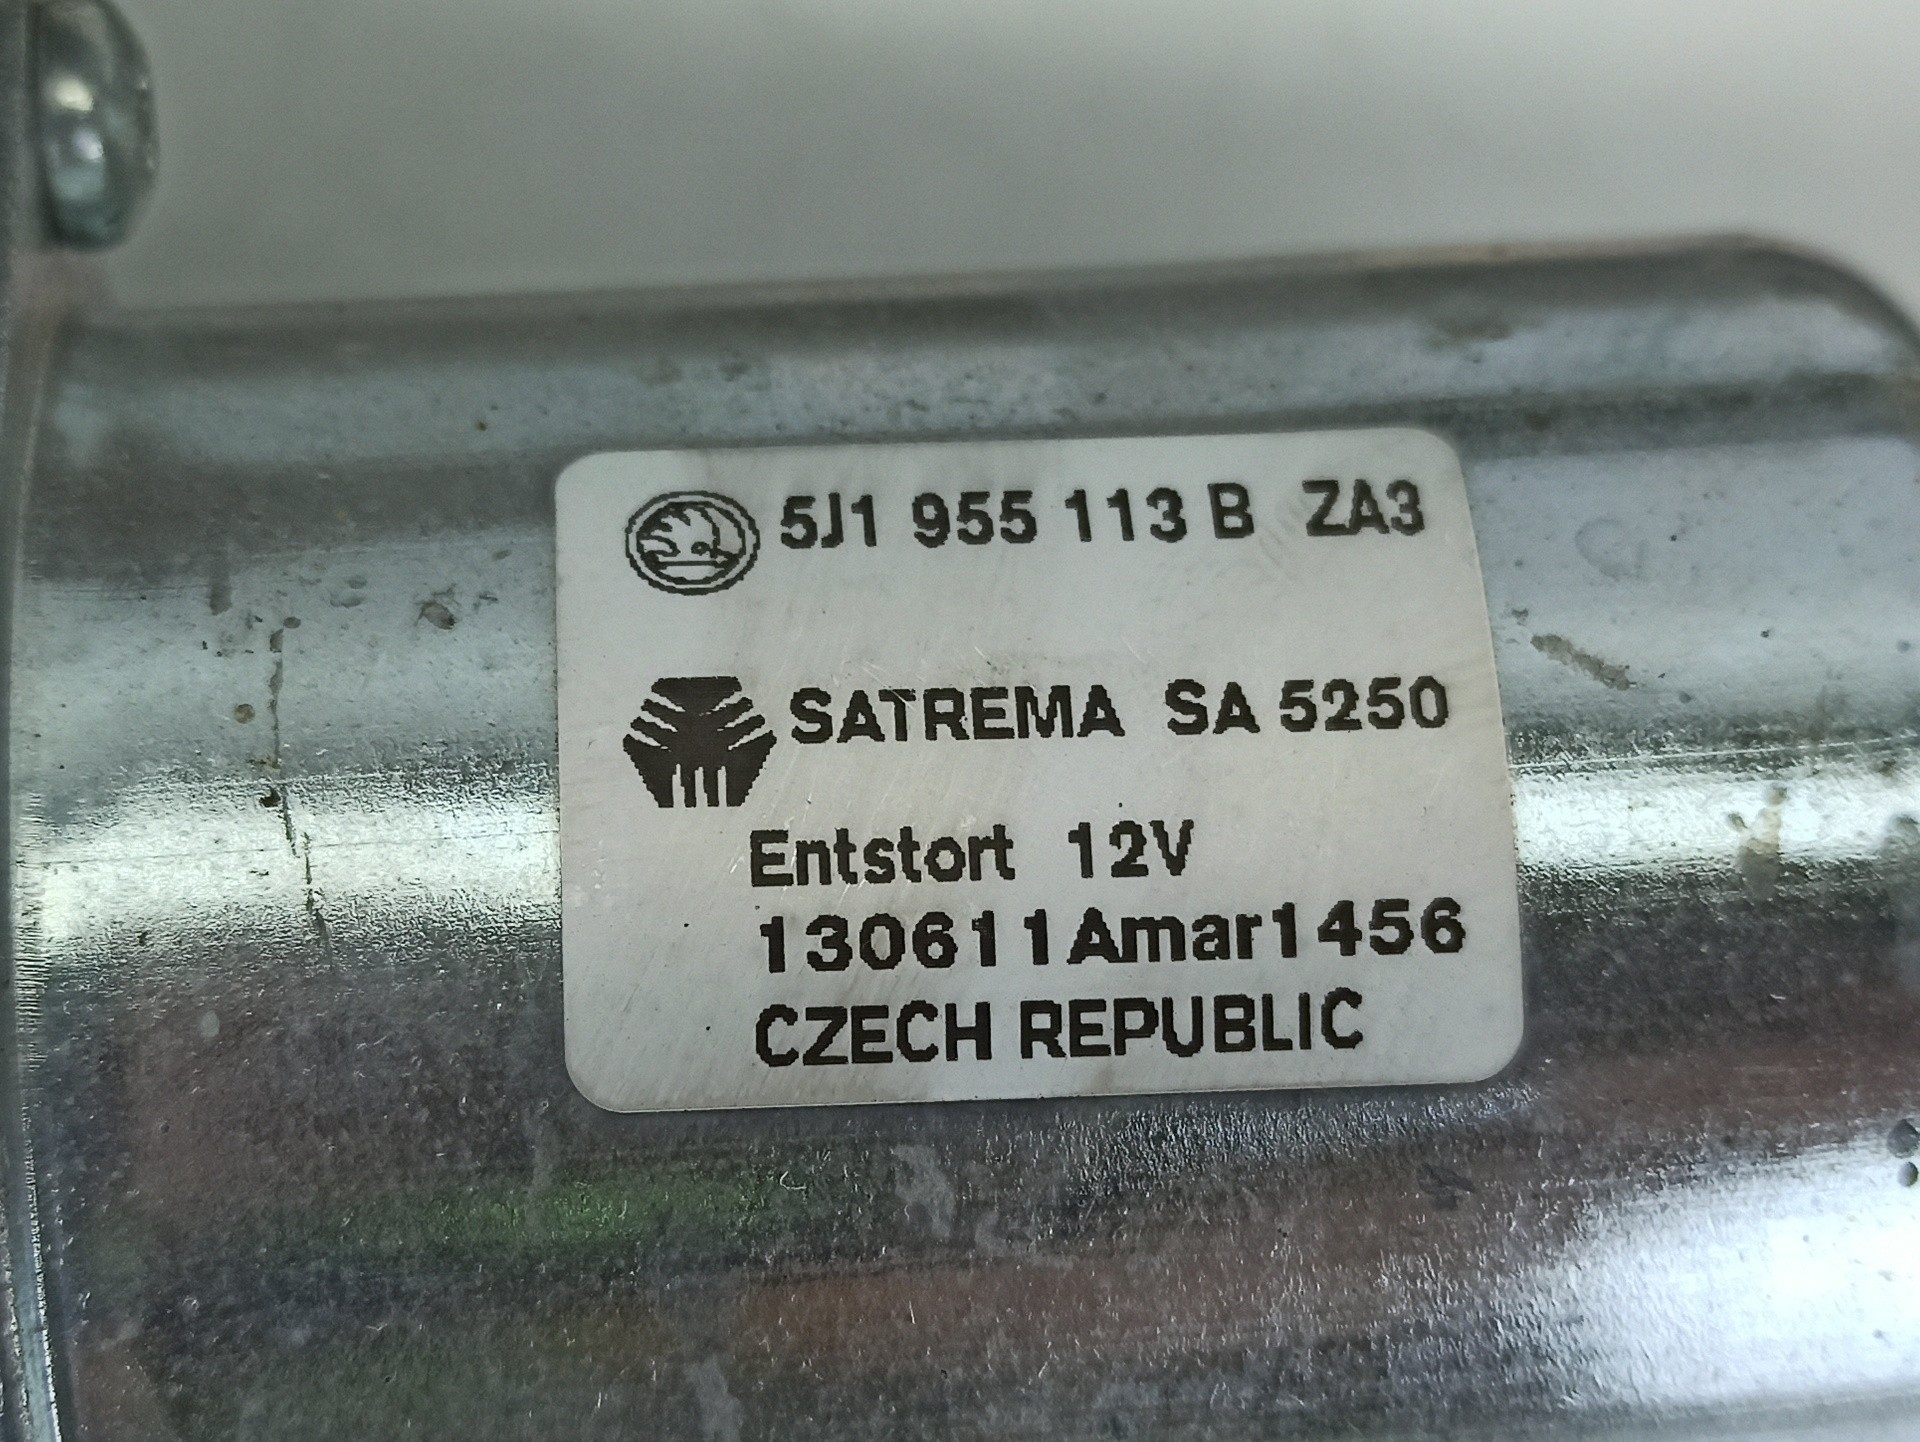 5J1 955 113 B ZA3
SATREMA SA 5250
Entstort 12V
130611Amar1456
CZECH REPUBLIC